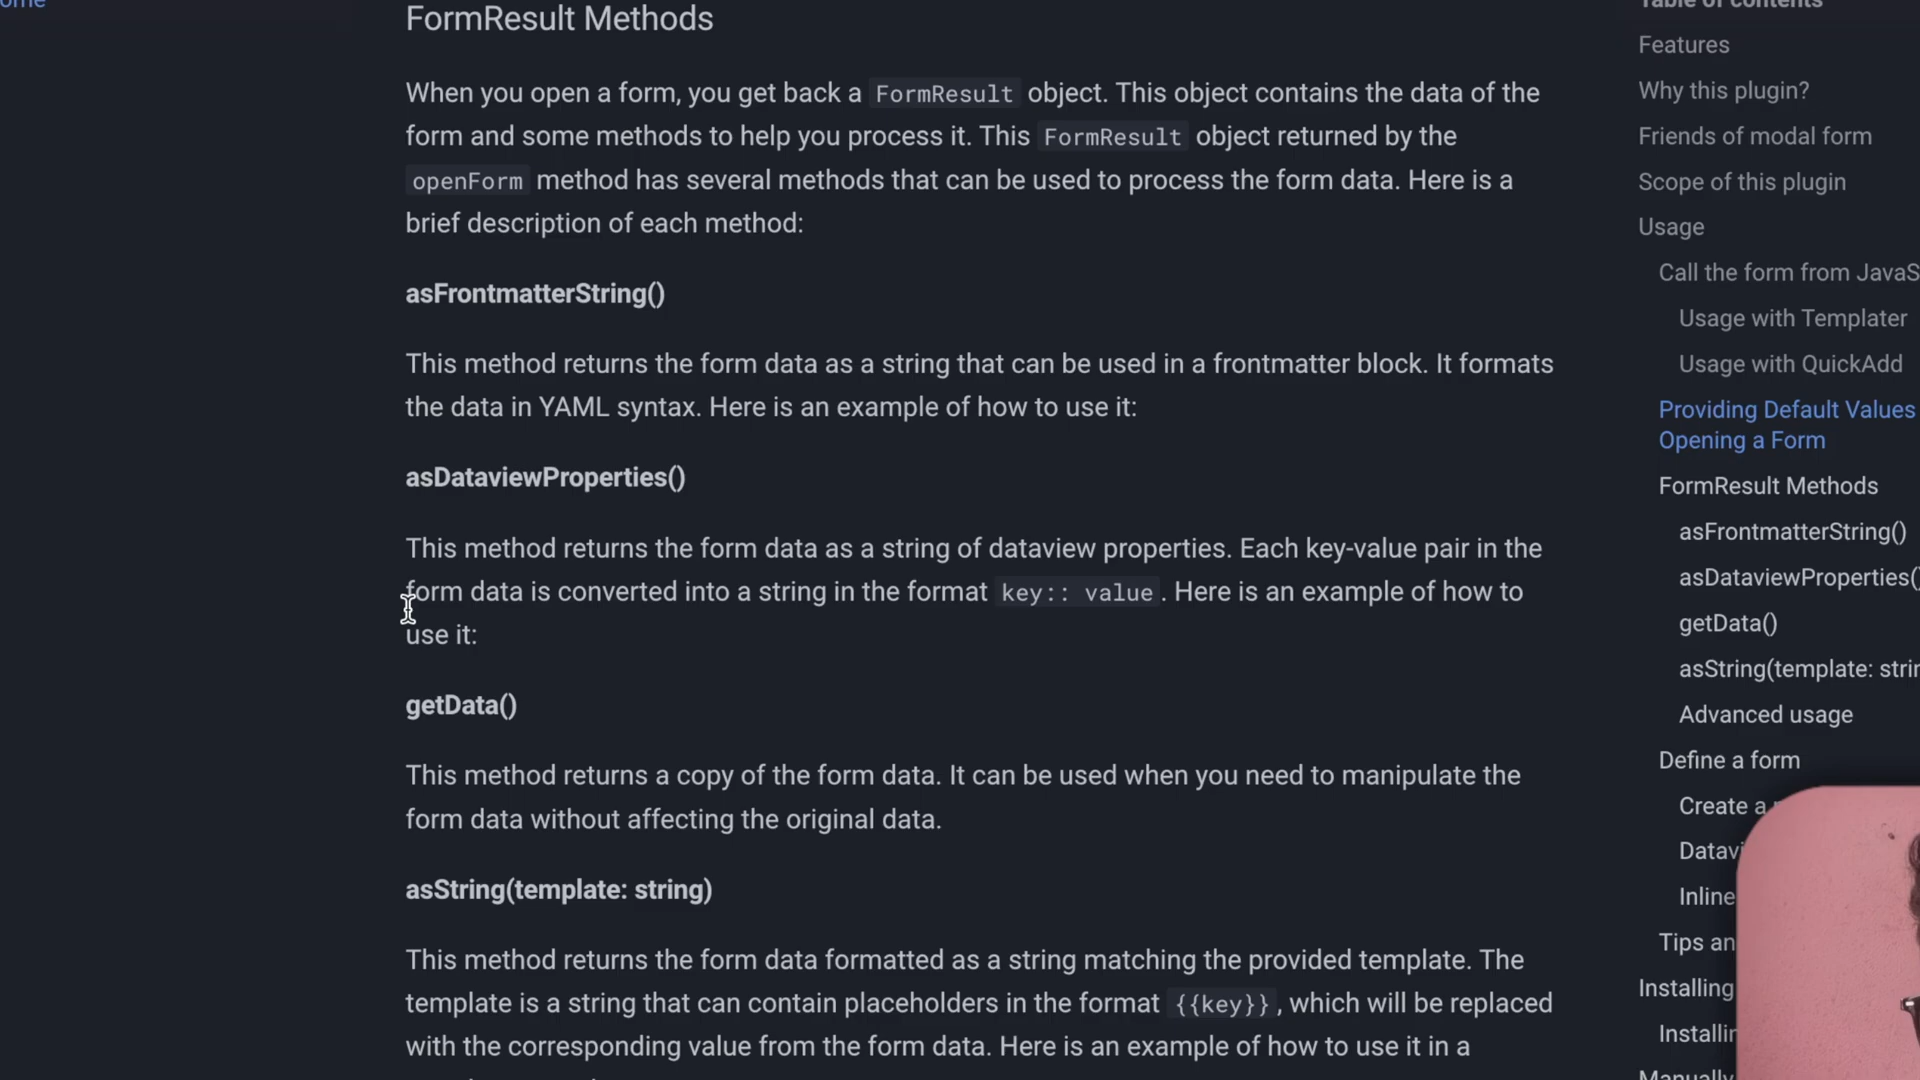 ome
FormResult Methods
When you open a form, you get back a FormResult object. This object contains the data of the
form and some methods to help you process it. This FormResult object returned by the
openForm method has several methods that can be used to process the form data. Here is a
brief description of each method:
asFrontmatterString()
This method returns the form data as a string that can be used in a frontmatter block. It formats
the data in YAML syntax. Here is an example of how to use it:
asDataviewProperties()
This method returns the form data as a string of dataview properties. Each key-value pair in the
form data is converted into a string in the format key:: value. Here is an example of how to
use it:
getData()
This method returns a copy of the form data. It can be used when you need to manipulate the
form data without affecting the original data.
asString(template: string)
This method returns the form data formatted as a string matching the provided template. The
template is a string that can contain placeholders in the format {{key}}, which will be replaced
with the corresponding value from the form data. Here is an example of how to use it in a
Table of contents
Features
Why this plugin?
Friends of modal form
Scope of this plugin
Usage
Call the form from JavaS
Usage with Templater
Usage with QuickAdd
Providing Default Values
Opening a Form
FormResult Methods
asFrontmatterString()
asDataviewProperties()
getData()
asString(template: strin
Advanced usage
Define a form
Create a
Datavi
Inline
Tips an
Installing
Installin
Manually